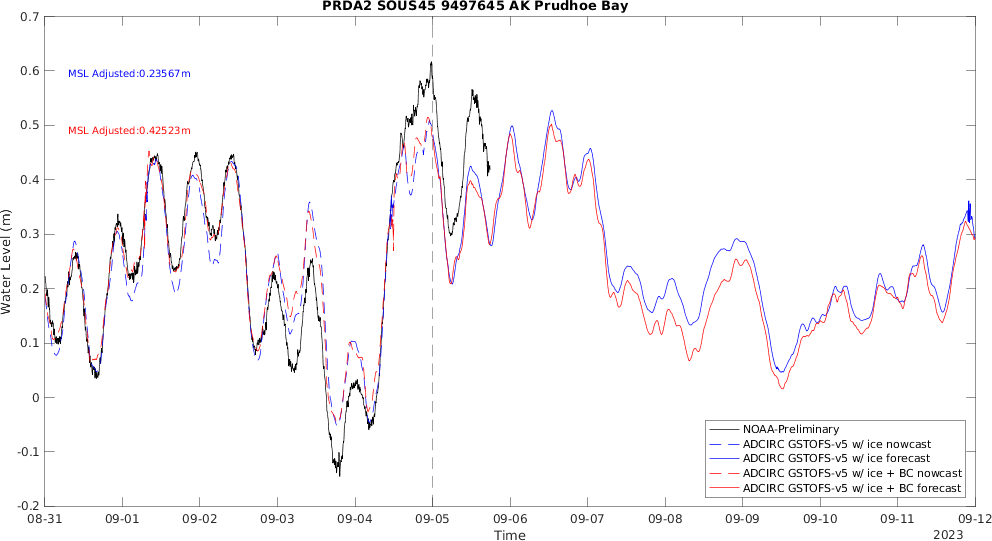 PRDA2 SOUS45 9497645 AK Prudhoe Bay
0.7
0.6
0.5
0.4
0.3
0.2
0.1
0
-0.1
-0.2
Water Level (m)
MSL Adjusted:0.23567m
MSL Adjusted:0.42523m
NOAA-Preliminary
ADCIRC GSTOFS-v5 w/ ice nowcast
ADCIRC GSTOFS-v5 w/ ice forecast
ADCIRC GSTOFS-v5 w/ ice + BC nowcast
ADCIRC GSTOFS-v5 w/ ice + BC forecast
08-31 09-01 09-02 09-03 09-04 09-05 09-06 09-07 09-08 09-09 09-10 09-11 09-12
Time
2023